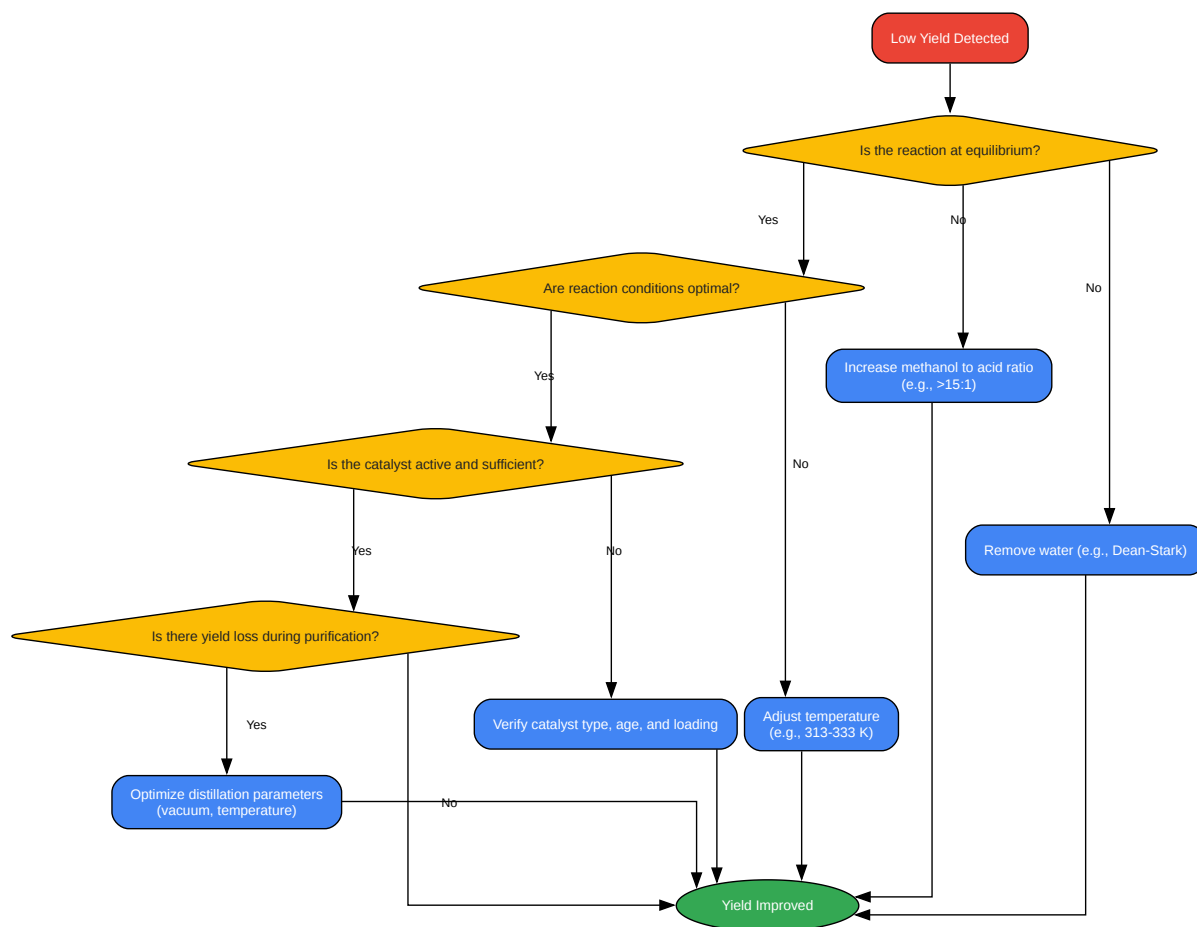 Low Yield Detected
Is the reaction at equilibrium?
Yes
No
No
Are reaction conditions optimal?
Increase methanol to acid ratio
(e.g., >15:1)
Yes
No
Is the catalyst active and sufficient?
Yes
No
Remove water (e.g., Dean-Stark)
Is there yield loss during purification?
Yes
Verify catalyst type, age, and loading
Adjust temperature
(e.g., 313-333 K)
Optimize distillation parameters
(vacuum, temperature)
No
Yield Improved